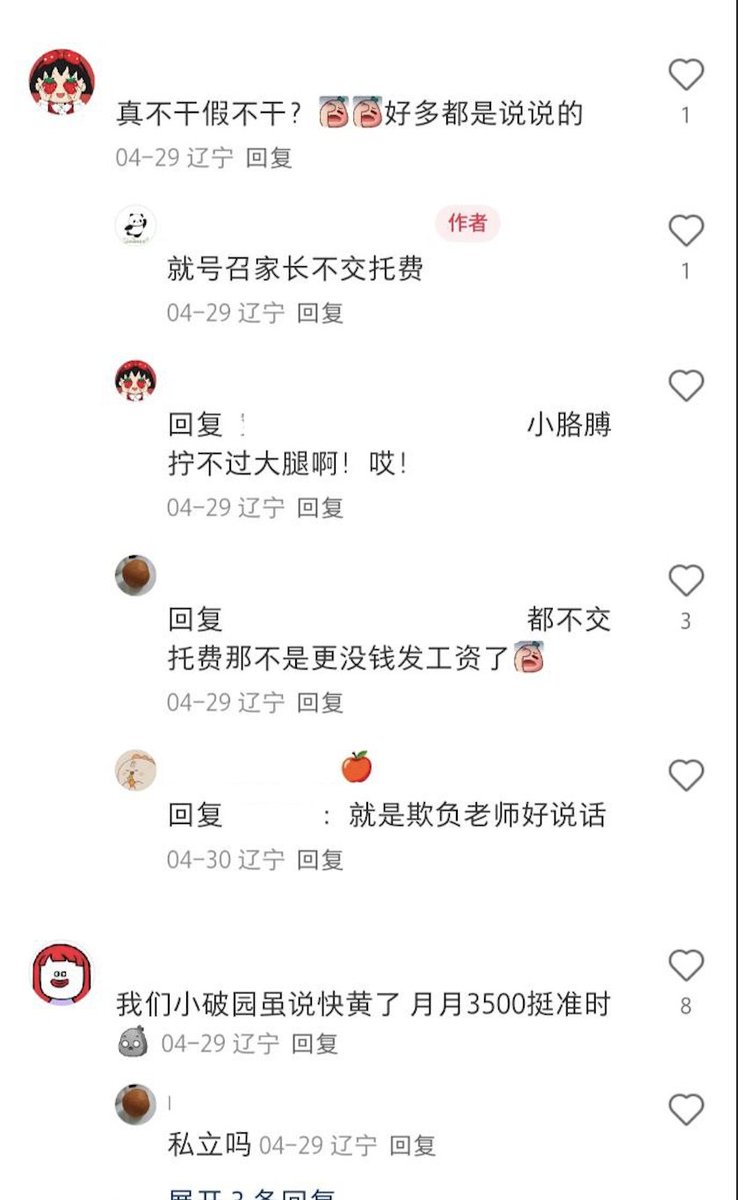 真不干假不干？好多都是说说的
1
04-29 辽宁 回复
作者
就号召家长不交托费
1
04-29 辽宁 回复
回复 小胳膊
拧不过大腿啊！哎！
04-29 辽宁 回复
回复 都不交
3
托费那不是更没钱发工资了
04-29 辽宁 回复
回复 ：就是欺负老师好说话
04-30 辽宁 回复
我们小破园虽说快黄了 月月3500挺准时
8
04-29 辽宁 回复
私立吗 04-29 辽宁 回复
展开 3 条回复